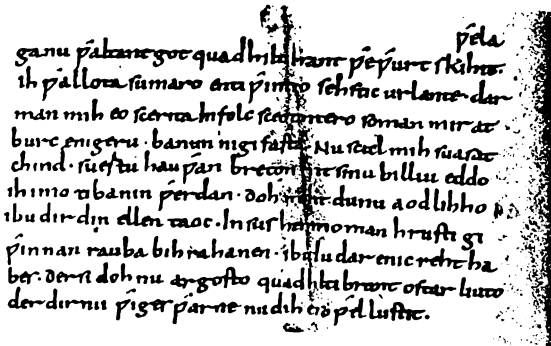 ƿela
ga nu ƿaltant got quad hiltibrant ƿeƿurt skihit.
ih ƿallota sumaro enti ƿintro sehstic ur lante. dar
man mih eo scerita in folc sceotantero so man mir at
burc enigeru. banun ni gifasta. Nu scal mih suasat
chind. suertu hauƿan breton mit sinu billiu eddo
ih imo ti banin ƿerdan. doh maht du nu aodlihho
ibu dir din ellen taoc. In sus heremo man hrusti gi
ƿinnan rauba bihrahanen. ibu du dar enic reht ha
bes. der si doh nu argosto quad hiltibrant ostar liuto
der dir nu ƿiges ƿarne nu dih es so ƿel lustit.